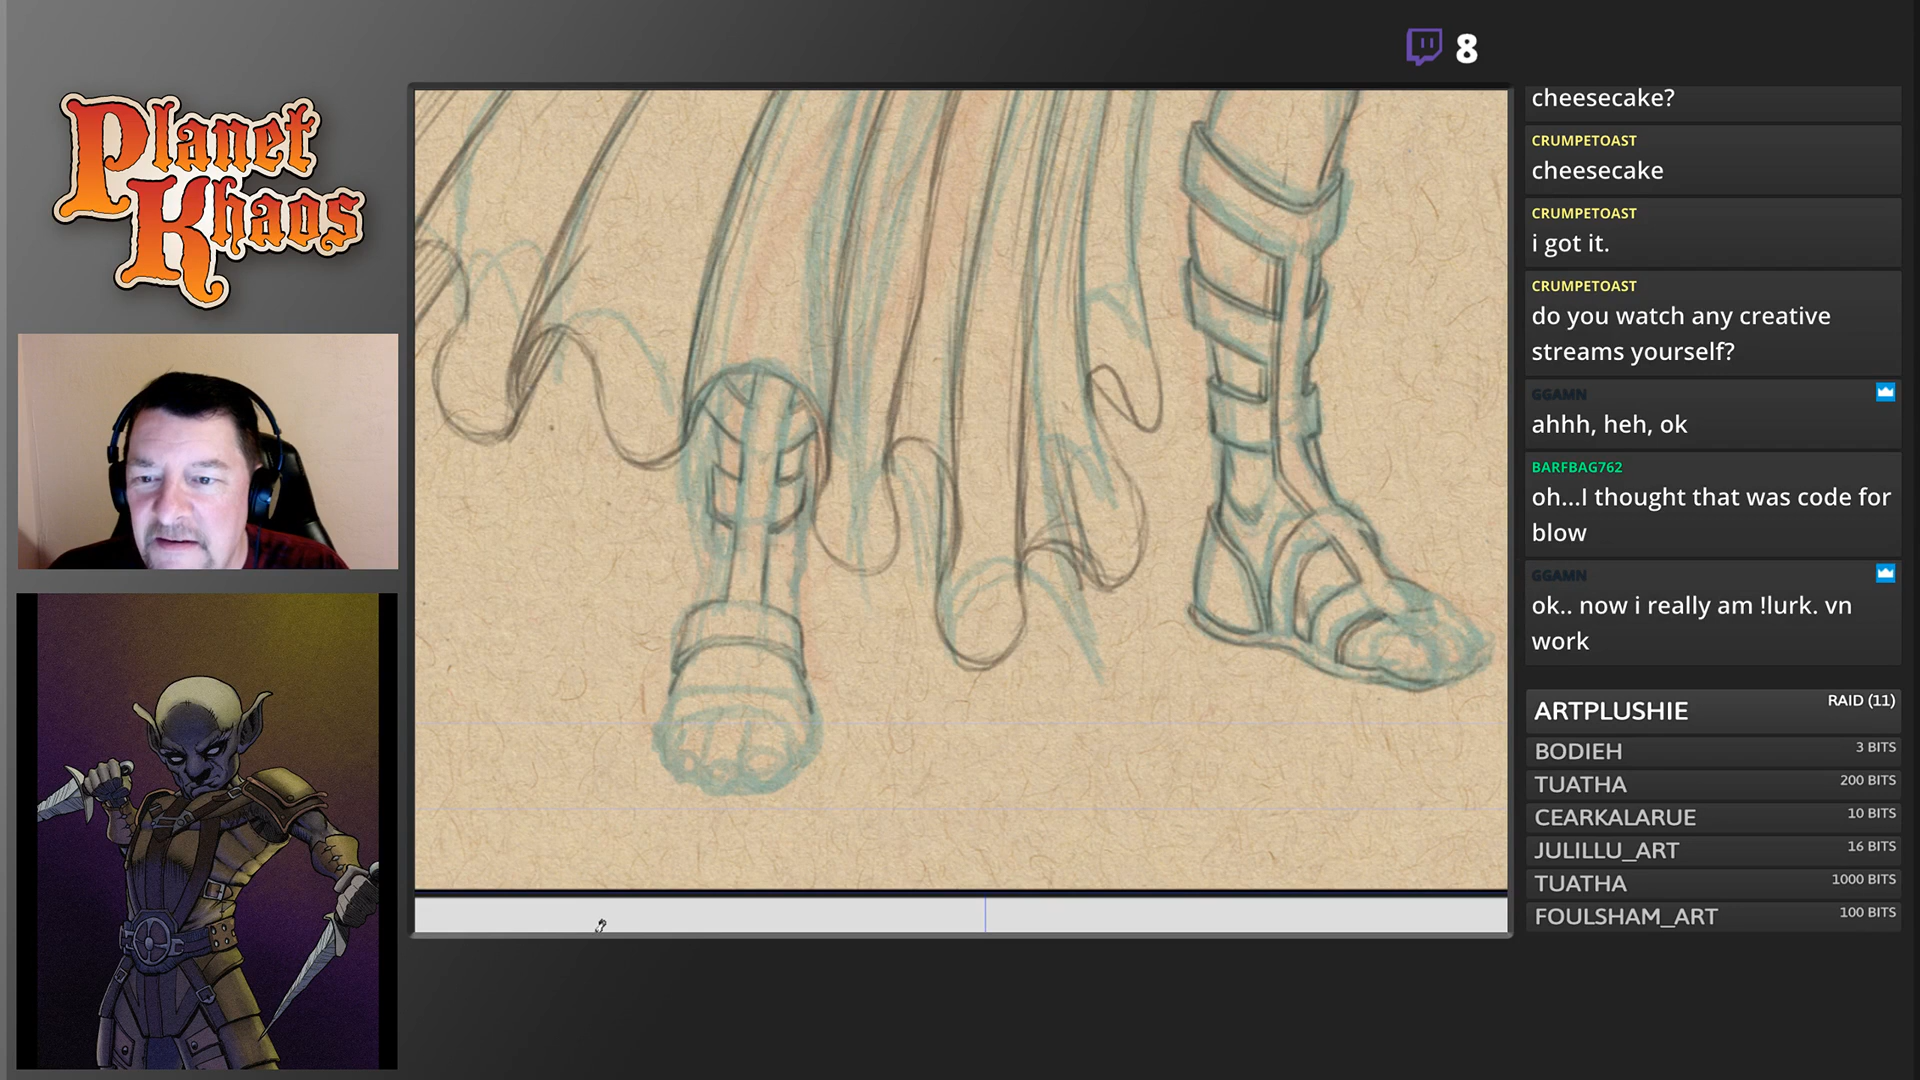 8
Planet
Khaos
cheesecake?
CRUMPETOAST
cheesecake
CRUMPETOAST
i got it.
CRUMPETOAST
do you watch any creative
streams yourself?
GGAMN
ahhh, heh, ok
BARFBAG762
oh...I thought that was code for
blow
GGAMN
ok.. now i really am !lurk. vn
work
ARTPLUSHIE RAID (11)
BODIEH 3 BITS
TUATHA 200 BITS
CEARKALARUE 10 BITS
JULILLU_ART 16 BITS
TUATHA 1000 BITS
FOULSHAM_ART 100 BITS